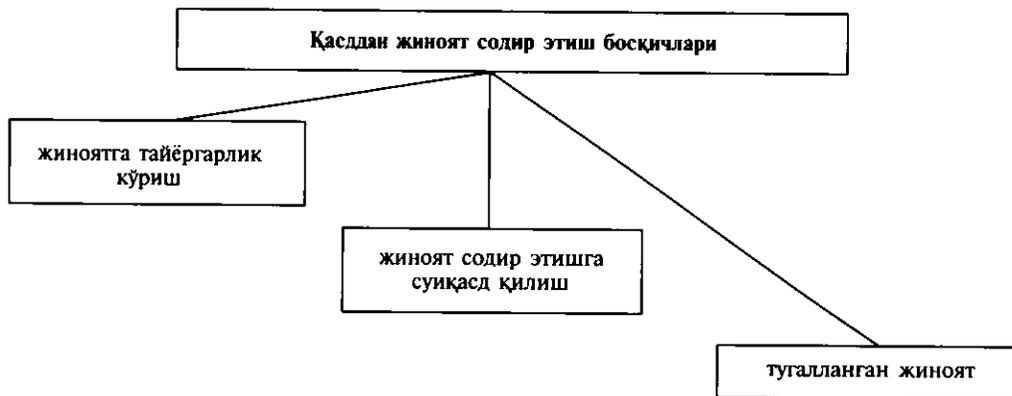 Қасддан жиноят содир этиш босқичлари
жиноятга тайёргарлик
кўриш
жиноят содир этишга
суиқасд қилиш
тугалланган жиноят